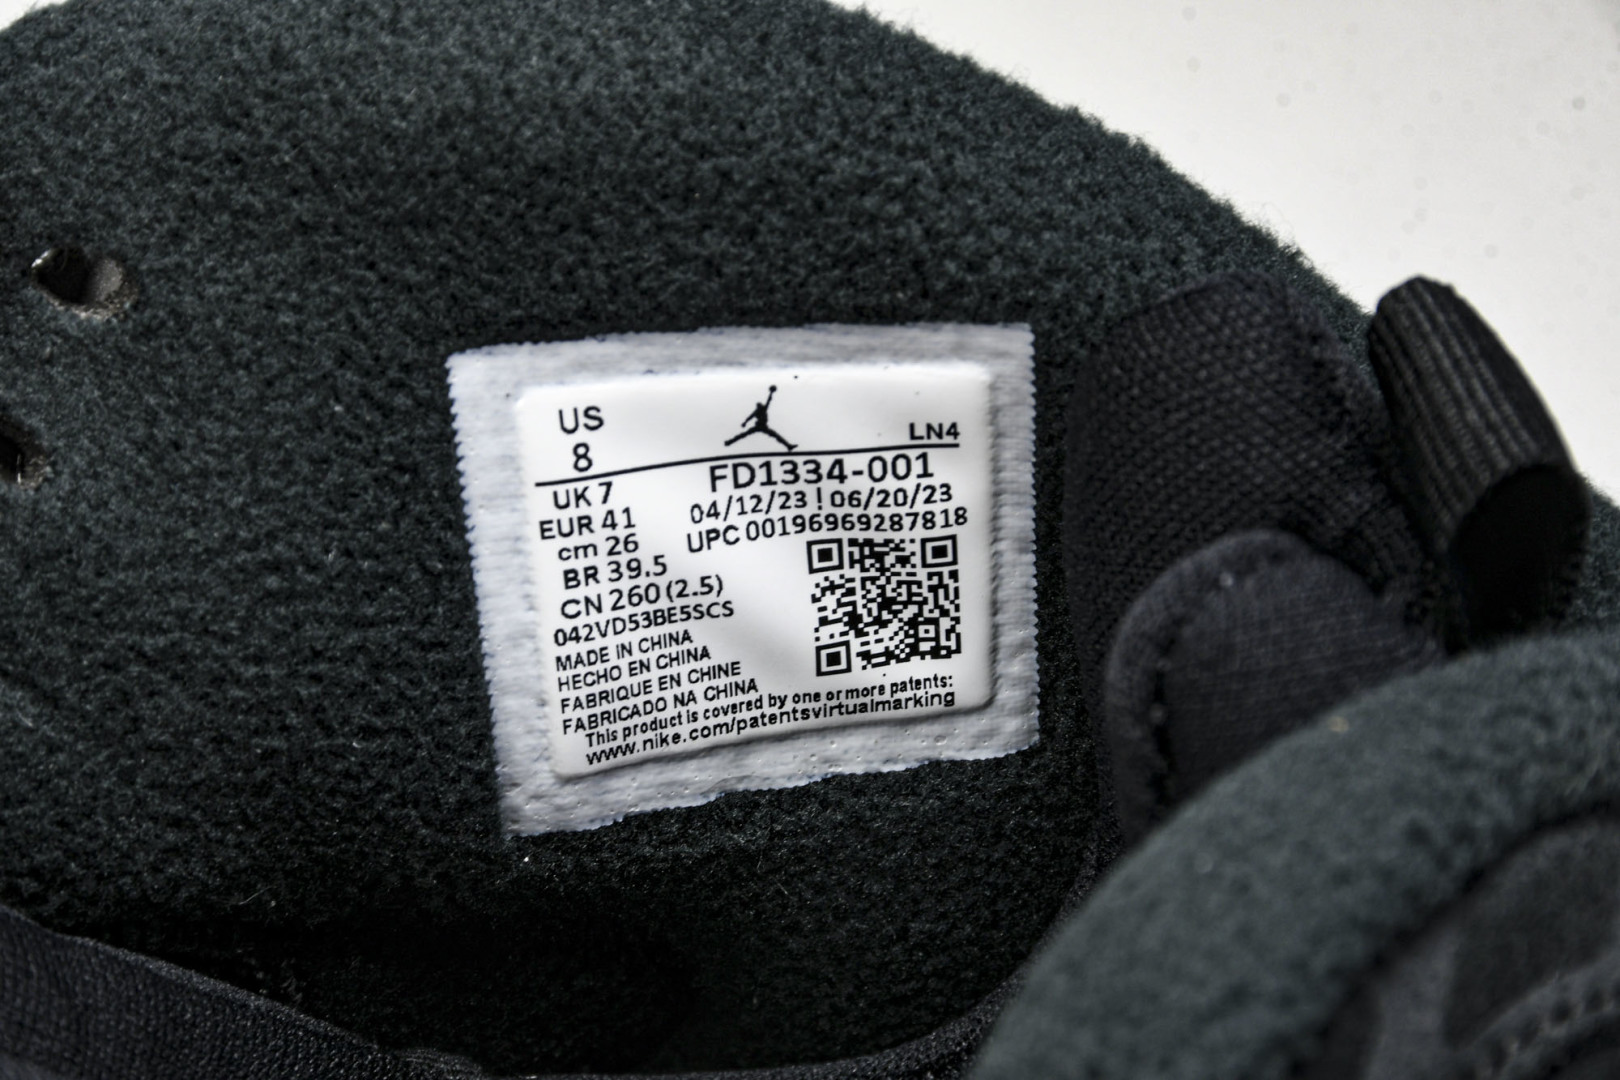 US
8
LN4
UK 7
EUR 41
cm 26
BR 39.5
CN 260 (2.5)
FD1334-001
04/12/23 | 06/20/23
UPC 00196969287818
042VD53BE5SCS
MADE IN CHINA
HECHO EN CHINA
FABRIQUE EN CHINE
FABRICADO NA CHINA
This product is covered by one or more patents:
www.nike.com/patentsvirtualmarking